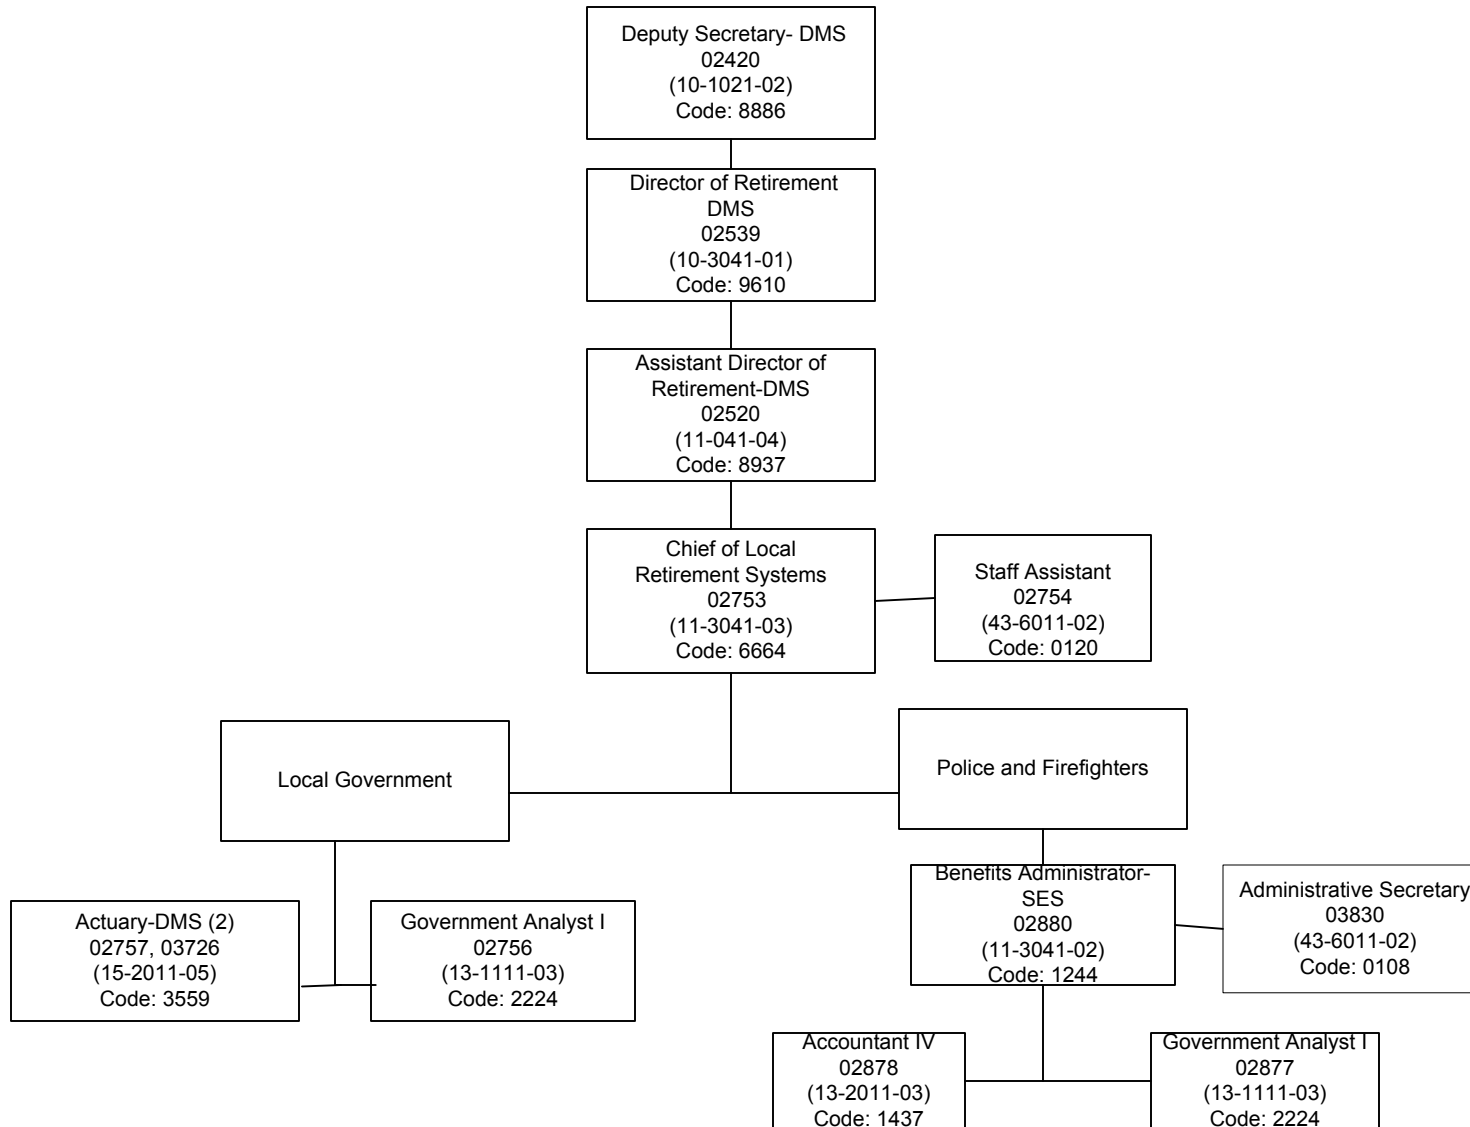 Deputy Secretary- DMS
02420
(10-1021-02)
Code: 8886
Director of Retirement
DMS
02539
(10-3041-01)
Code: 9610
Assistant Director of
Retirement-DMS
02520
(11-041-04)
Code: 8937
Chief of Local
Retirement Systems
02753
(11-3041-03)
Code: 6664
Staff Assistant
02754
(43-6011-02)
Code: 0120
Local Government
Police and Firefighters
Actuary-DMS (2)
02757, 03726
(15-2011-05)
Code: 3559
Government Analyst I
02756
(13-1111-03)
Code: 2224
Benefits Administrator-
SES
02880
(11-3041-02)
Code: 1244
Administrative Secretary
03830
(43-6011-02)
Code: 0108
Accountant IV
02878
(13-2011-03)
Code: 1437
Government Analyst I
02877
(13-1111-03)
Code: 2224